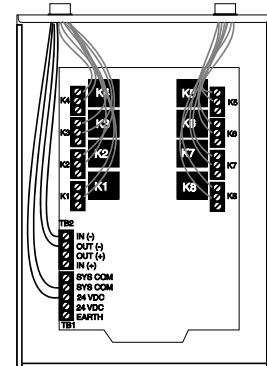 K4 K4 K5 K5
K3 K3 K6 K6
K2 K2 K7 K7
K1 K1 K8 K8
TB2
IN (-)
OUT (-)
OUT (+)
IN (+)
SYS COM
SYS COM
24 VDC
24 VDC
EARTH
TB1